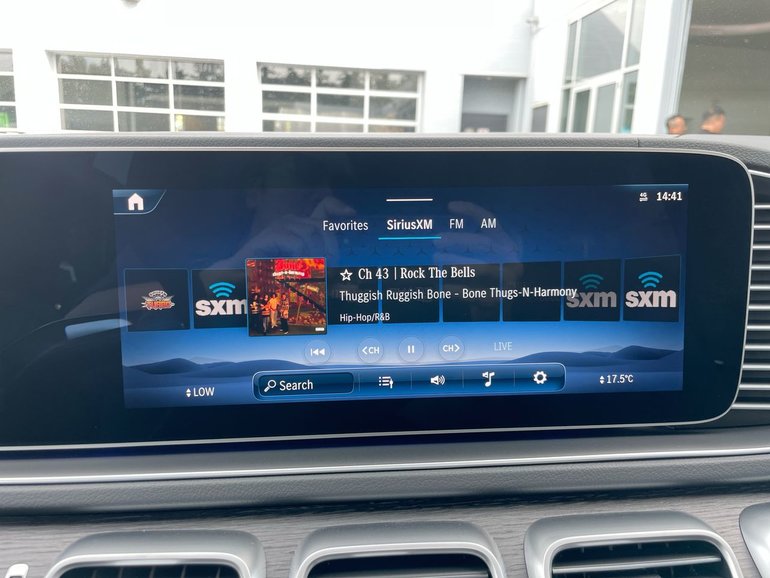 4G
14:41
Favorites SiriusXM FM AM
Ch 43 | Rock The Bells
Thuggish Ruggish Bone - Bone Thugs-N-Harmony
Hip-Hop/R&B
sxm
sxm
sxm
<CH
CH>
LIVE
LOW
Search
17.5°C